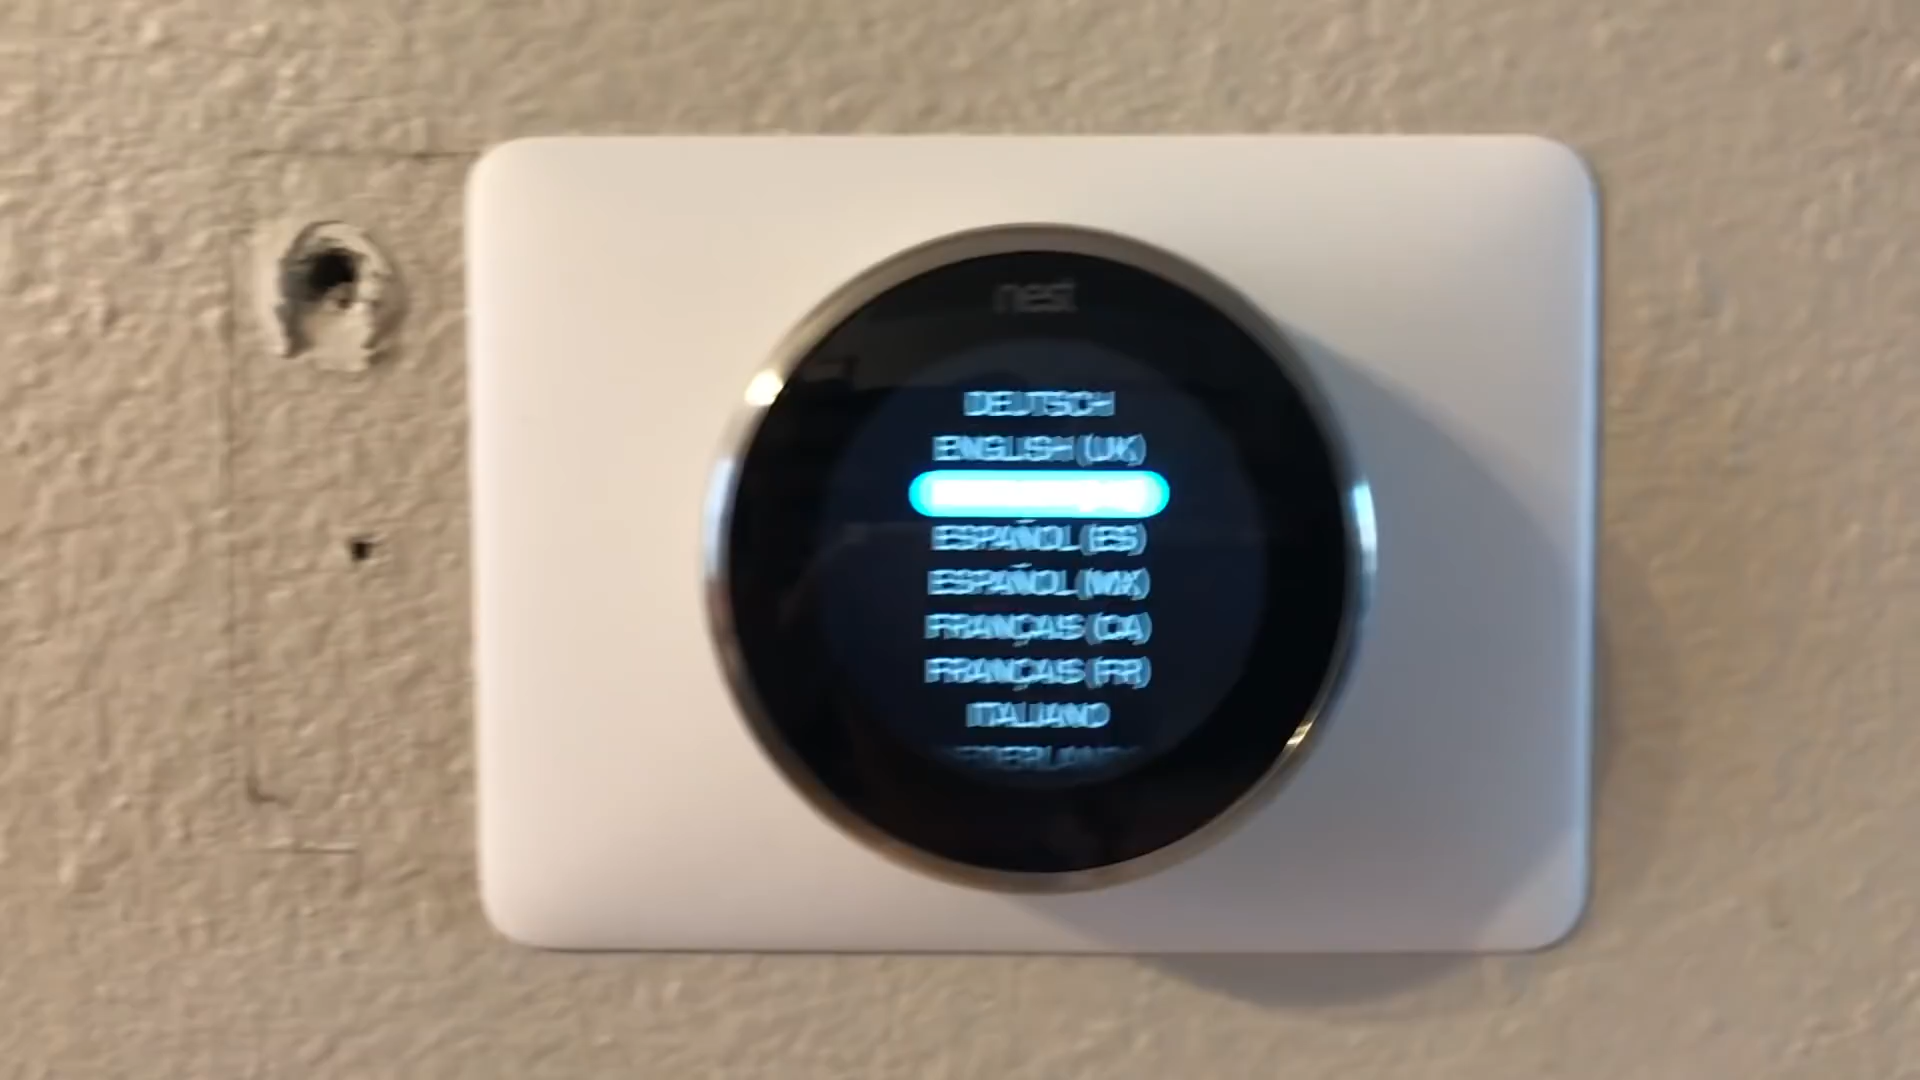 nest
DEUTSCH
ENGLISH (UK)
ESPAÑOL (ES)
ESPAÑOL (MX)
FRANÇAIS (CA)
FRANÇAIS (FR)
ITALIANO